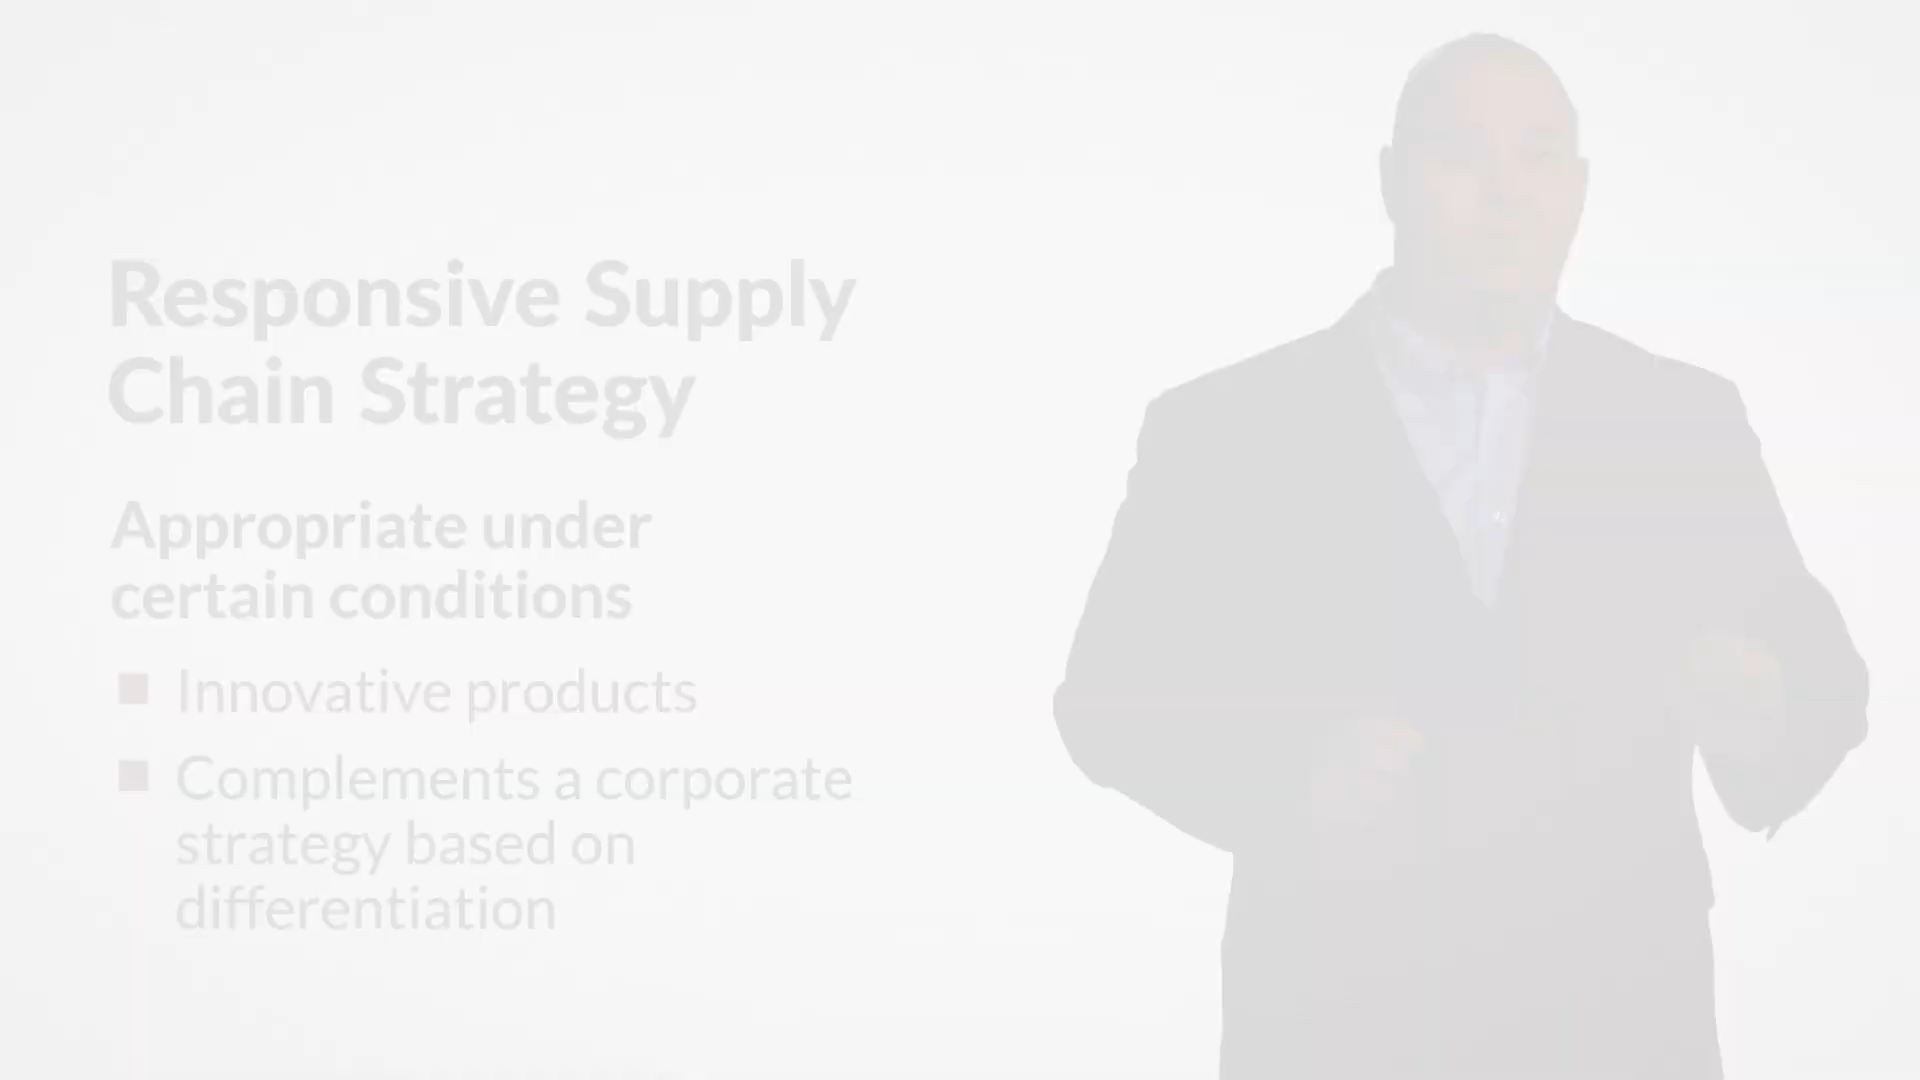 Responsive Supply
Chain Strategy
Appropriate under
certain conditions
Innovative products
Complements a corporate
strategy based on
differentiation